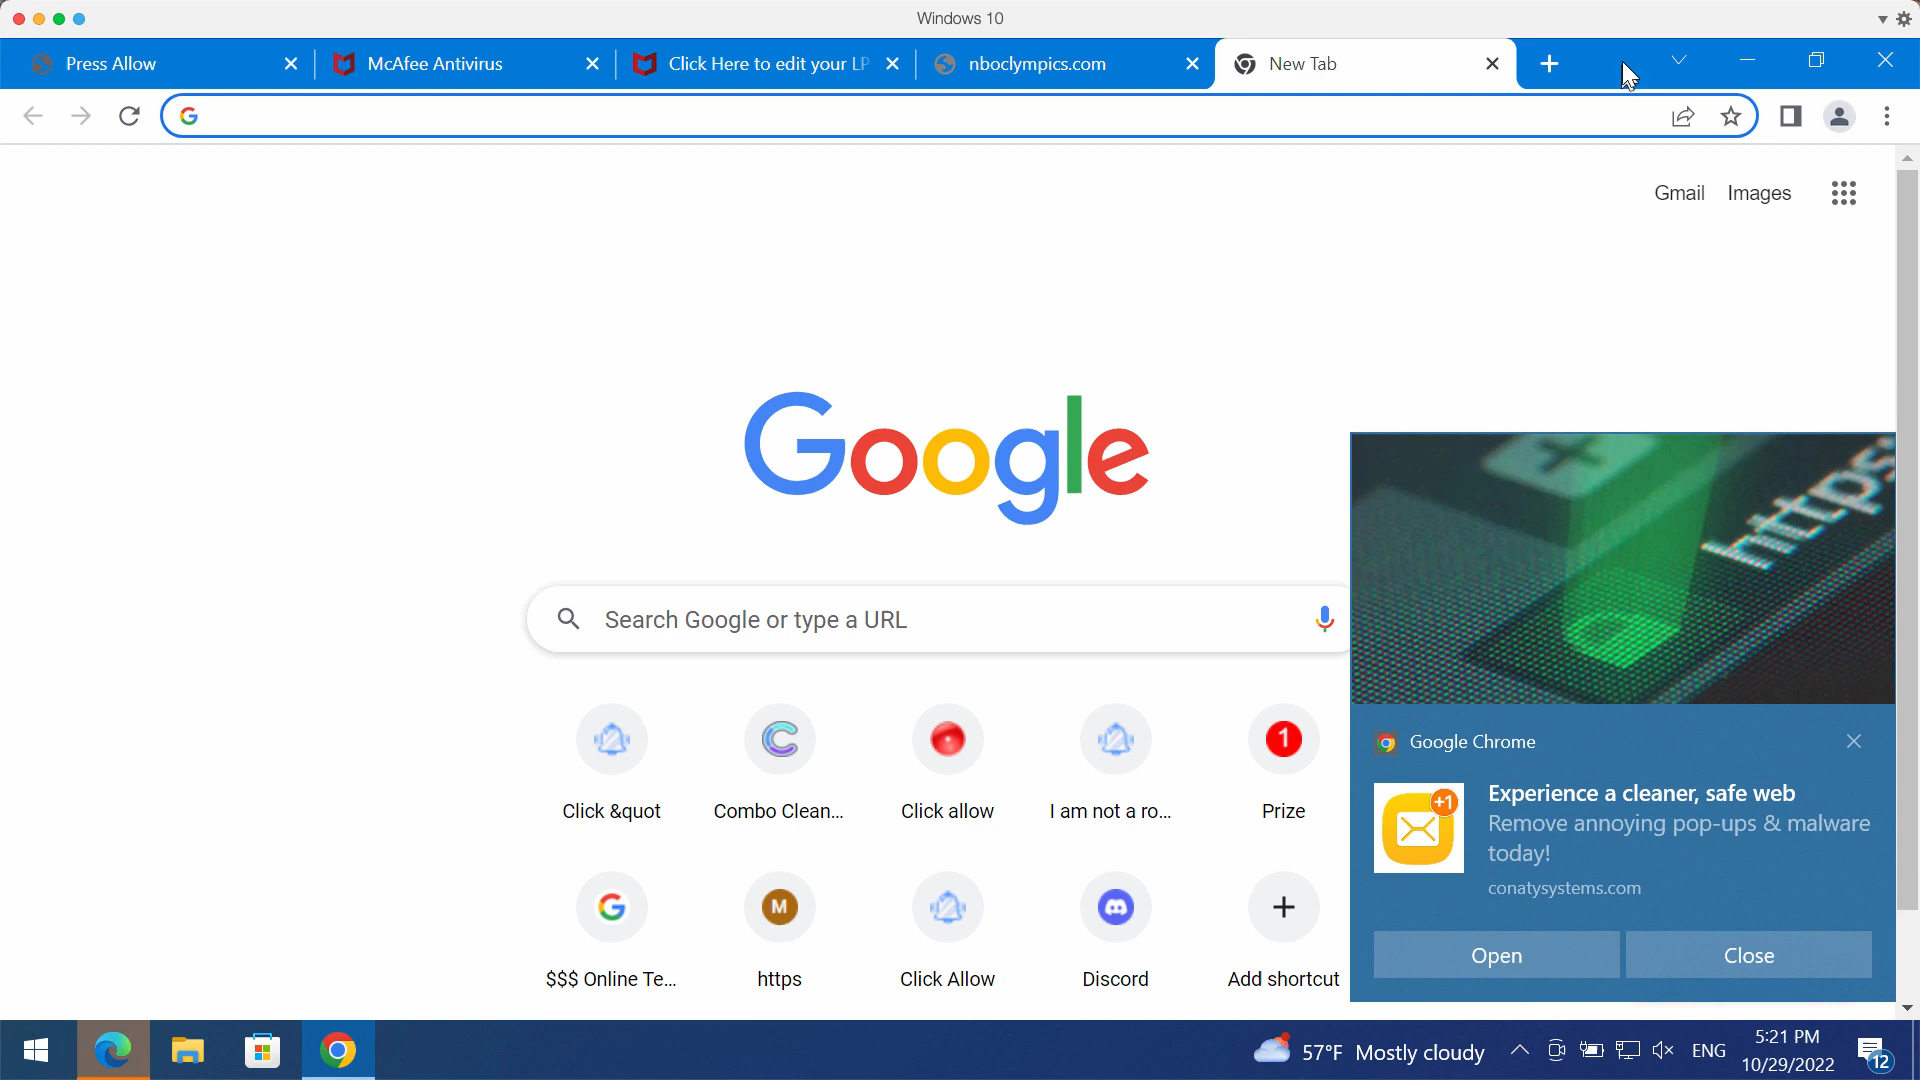 Windows 10
Press Allow
McAfee Antivirus
Click Here to edit your LP
nboclympics.com
New Tab
Gmail
Images
Google
Search Google or type a URL
https
Click &quot
Combo Clean...
Click allow
I am not a ro...
1
Prize
M
$$$ Online Te...
https
Click Allow
Discord
Add shortcut
Google Chrome
+1
Experience a cleaner, safe web
Remove annoying pop-ups & malware
today!
conatysystems.com
Open
Close
57°F Mostly cloudy
ENG
5:21 PM
10/29/2022
12